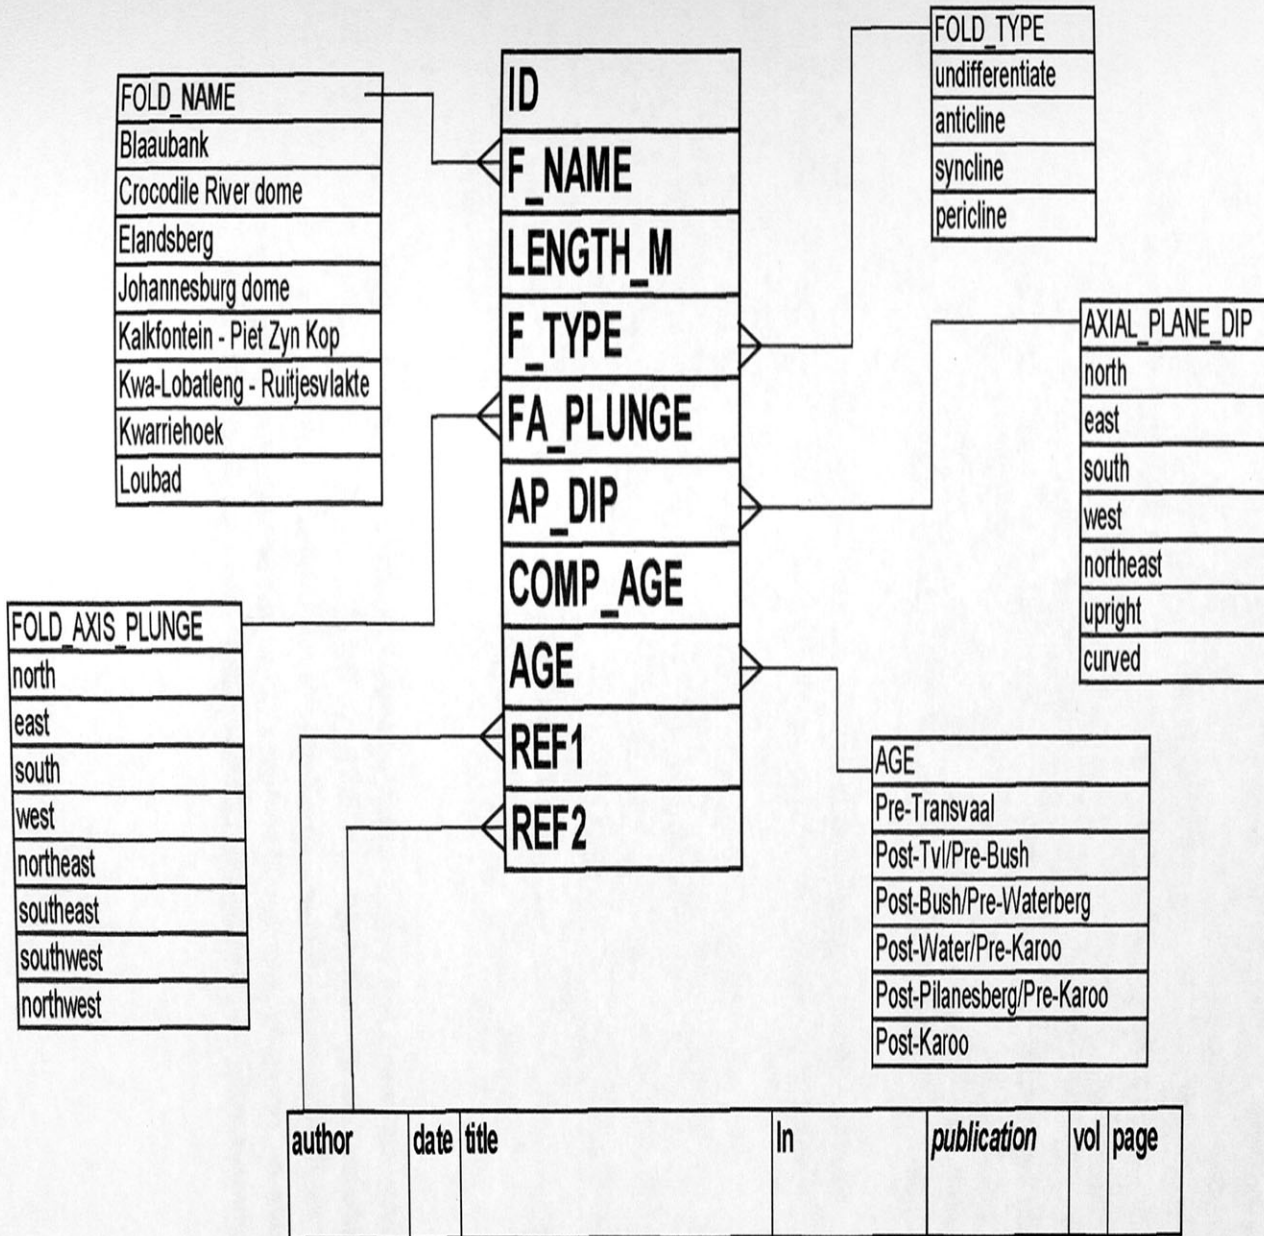 FOLD_NAME
Blaaubank
Crocodile River dome
Elandsberg
Johannesburg dome
Kalkfontein - Piet Zyn Kop
Kwa-Lobatleng - Ruitjesvlakte
Kwarriehoek
Loubad
ID
F_NAME
LENGTH_M
F_TYPE
FA_PLUNGE
AP_DIP
COMP_AGE
AGE
REF1
REF2
FOLD_TYPE
undifferentiate
anticline
syncline
pericline
AXIAL_PLANE_DIP
north
east
south
west
northeast
upright
curved
FOLD_AXIS_PLUNGE
north
east
south
west
northeast
southeast
southwest
northwest
AGE
Pre-Transvaal
Post-Tvl/Pre-Bush
Post-Bush/Pre-Waterberg
Post-Water/Pre-Karoo
Post-Pilanesberg/Pre-Karoo
Post-Karoo
author date title In publication vol page